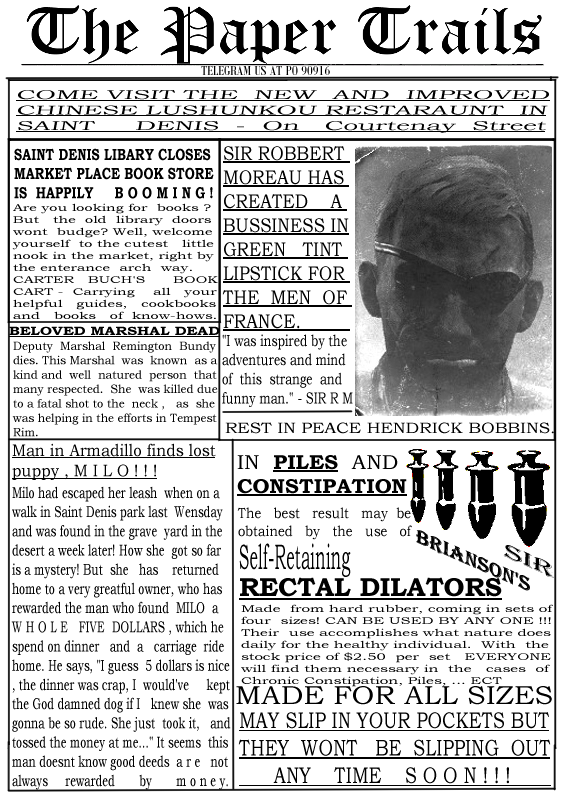 The Paper Trails
TELEGRAM US AT PO 90916
COME VISIT THE NEW AND IMPROVED
CHINESE LUSHUNKOU RESTARAUNT IN
SAINT DENIS - On Courtenay Street
SAINT DENIS LIBARY CLOSES
MARKET PLACE BOOK STORE
IS HAPPILY BOOMING!
Are you looking for books ?
But the old library doors
wont budge? Well, welcome
yourself to the cutest little
nook in the market, right by
the enterance arch way.
CARTER BUCH'S BOOK
CART - Carrying all your
helpful guides, cookbooks
and books of know-hows.
BELOVED MARSHAL DEAD
Deputy Marshal Remington Bundy
dies. This Marshal was known as a
kind and well natured person that
many respected. She was killed due
to a fatal shot to the neck , as she
was helping in the efforts in Tempest
Rim.
SIR ROBBERT
MOREAU HAS
CREATED A
BUSSINESS IN
GREEN TINT
LIPSTICK FOR
THE MEN OF
FRANCE.
"I was inspired by the
adventures and mind
of this strange and
funny man." - SIR R M
REST IN PEACE HENDRICK BOBBINS.
Man in Armadillo finds lost
puppy , M I L O ! ! !
Milo had escaped her leash when on a
walk in Saint Denis park last Wensday
and was found in the grave yard in the
desert a week later! How she got so far
is a mystery! But she has returned
home to a very greatful owner, who has
rewarded the man who found MILO a
WHOLE FIVE DOLLARS , which he
spend on dinner and a carriage ride
home. He says, "I guess 5 dollars is nice
, the dinner was crap, I would've kept
the God damned dog if I knew she was
gonna be so rude. She just took it, and
tossed the money at me..." It seems this
man doesnt know good deeds are not
always rewarded by money.
IN PILES AND
CONSTIPATION
The best result may be
obtained by the use of
Self-Retaining
RECTAL DILATORS
SIR
BRIANSON'S
Made from hard rubber, coming in sets of
four sizes! CAN BE USED BY ANY ONE !!!
Their use accomplishes what nature does
daily for the healthy individual. With the
stock price of $2.50 per set EVERYONE
will find them necessary in the cases of
Chronic Constipation, Piles, ... ECT
MADE FOR ALL SIZES
MAY SLIP IN YOUR POCKETS BUT
THEY WONT BE SLIPPING OUT
ANY TIME SOON!!!